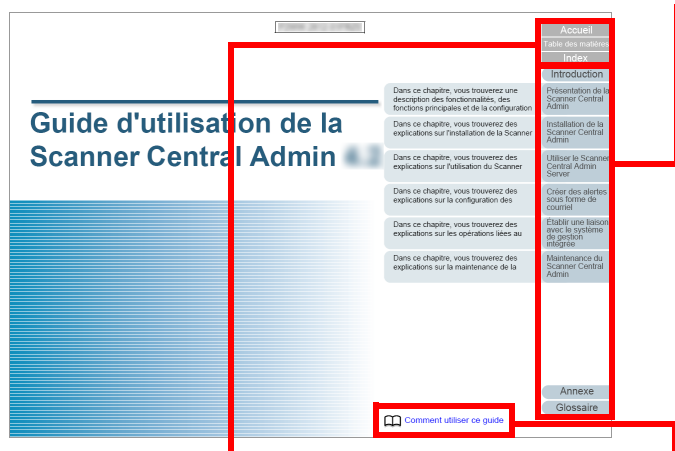 Accueil
Table des matières
Index
Introduction
Guide d'utilisation de la
Scanner Central Admin
Dans ce chapitre, vous trouverez une
description des fonctionnalités, des
fonctions principales et de la configuration
Présentation de la
Scanner Central
Admin
Dans ce chapitre, vous trouverez des
explications sur l'installation de la Scanner
Installation de la
Scanner Central
Admin
Dans ce chapitre, vous trouverez des
explications sur l'utilisation du Scanner
Utiliser le Scanner
Central Admin
Server
Dans ce chapitre, vous trouverez des
explications sur la configuration des
Créer des alertes
sous forme de
courriel
Dans ce chapitre, vous trouverez des
explications sur les opérations liées au
Établir une liaison
avec le système
de gestion
intégrée
Dans ce chapitre, vous trouverez des
explications sur la maintenance de la
Maintenance du
Scanner Central
Admin
Annexe
Glossaire
Comment utiliser ce guide